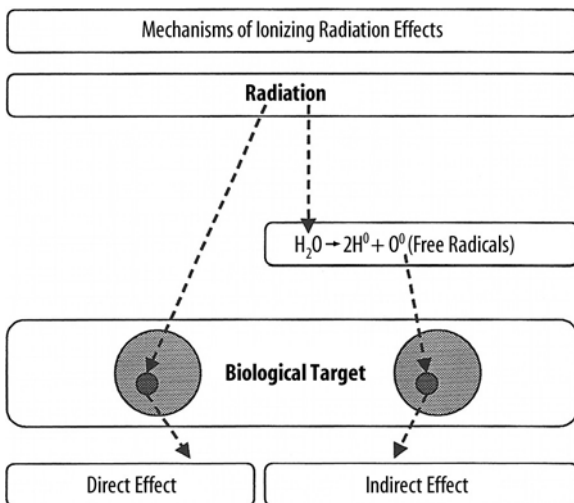 Mechanisms of Ionizing Radiation Effects
Radiation
H₂O → 2H⁰ + O⁰ (Free Radicals)
Biological Target
Direct Effect
Indirect Effect